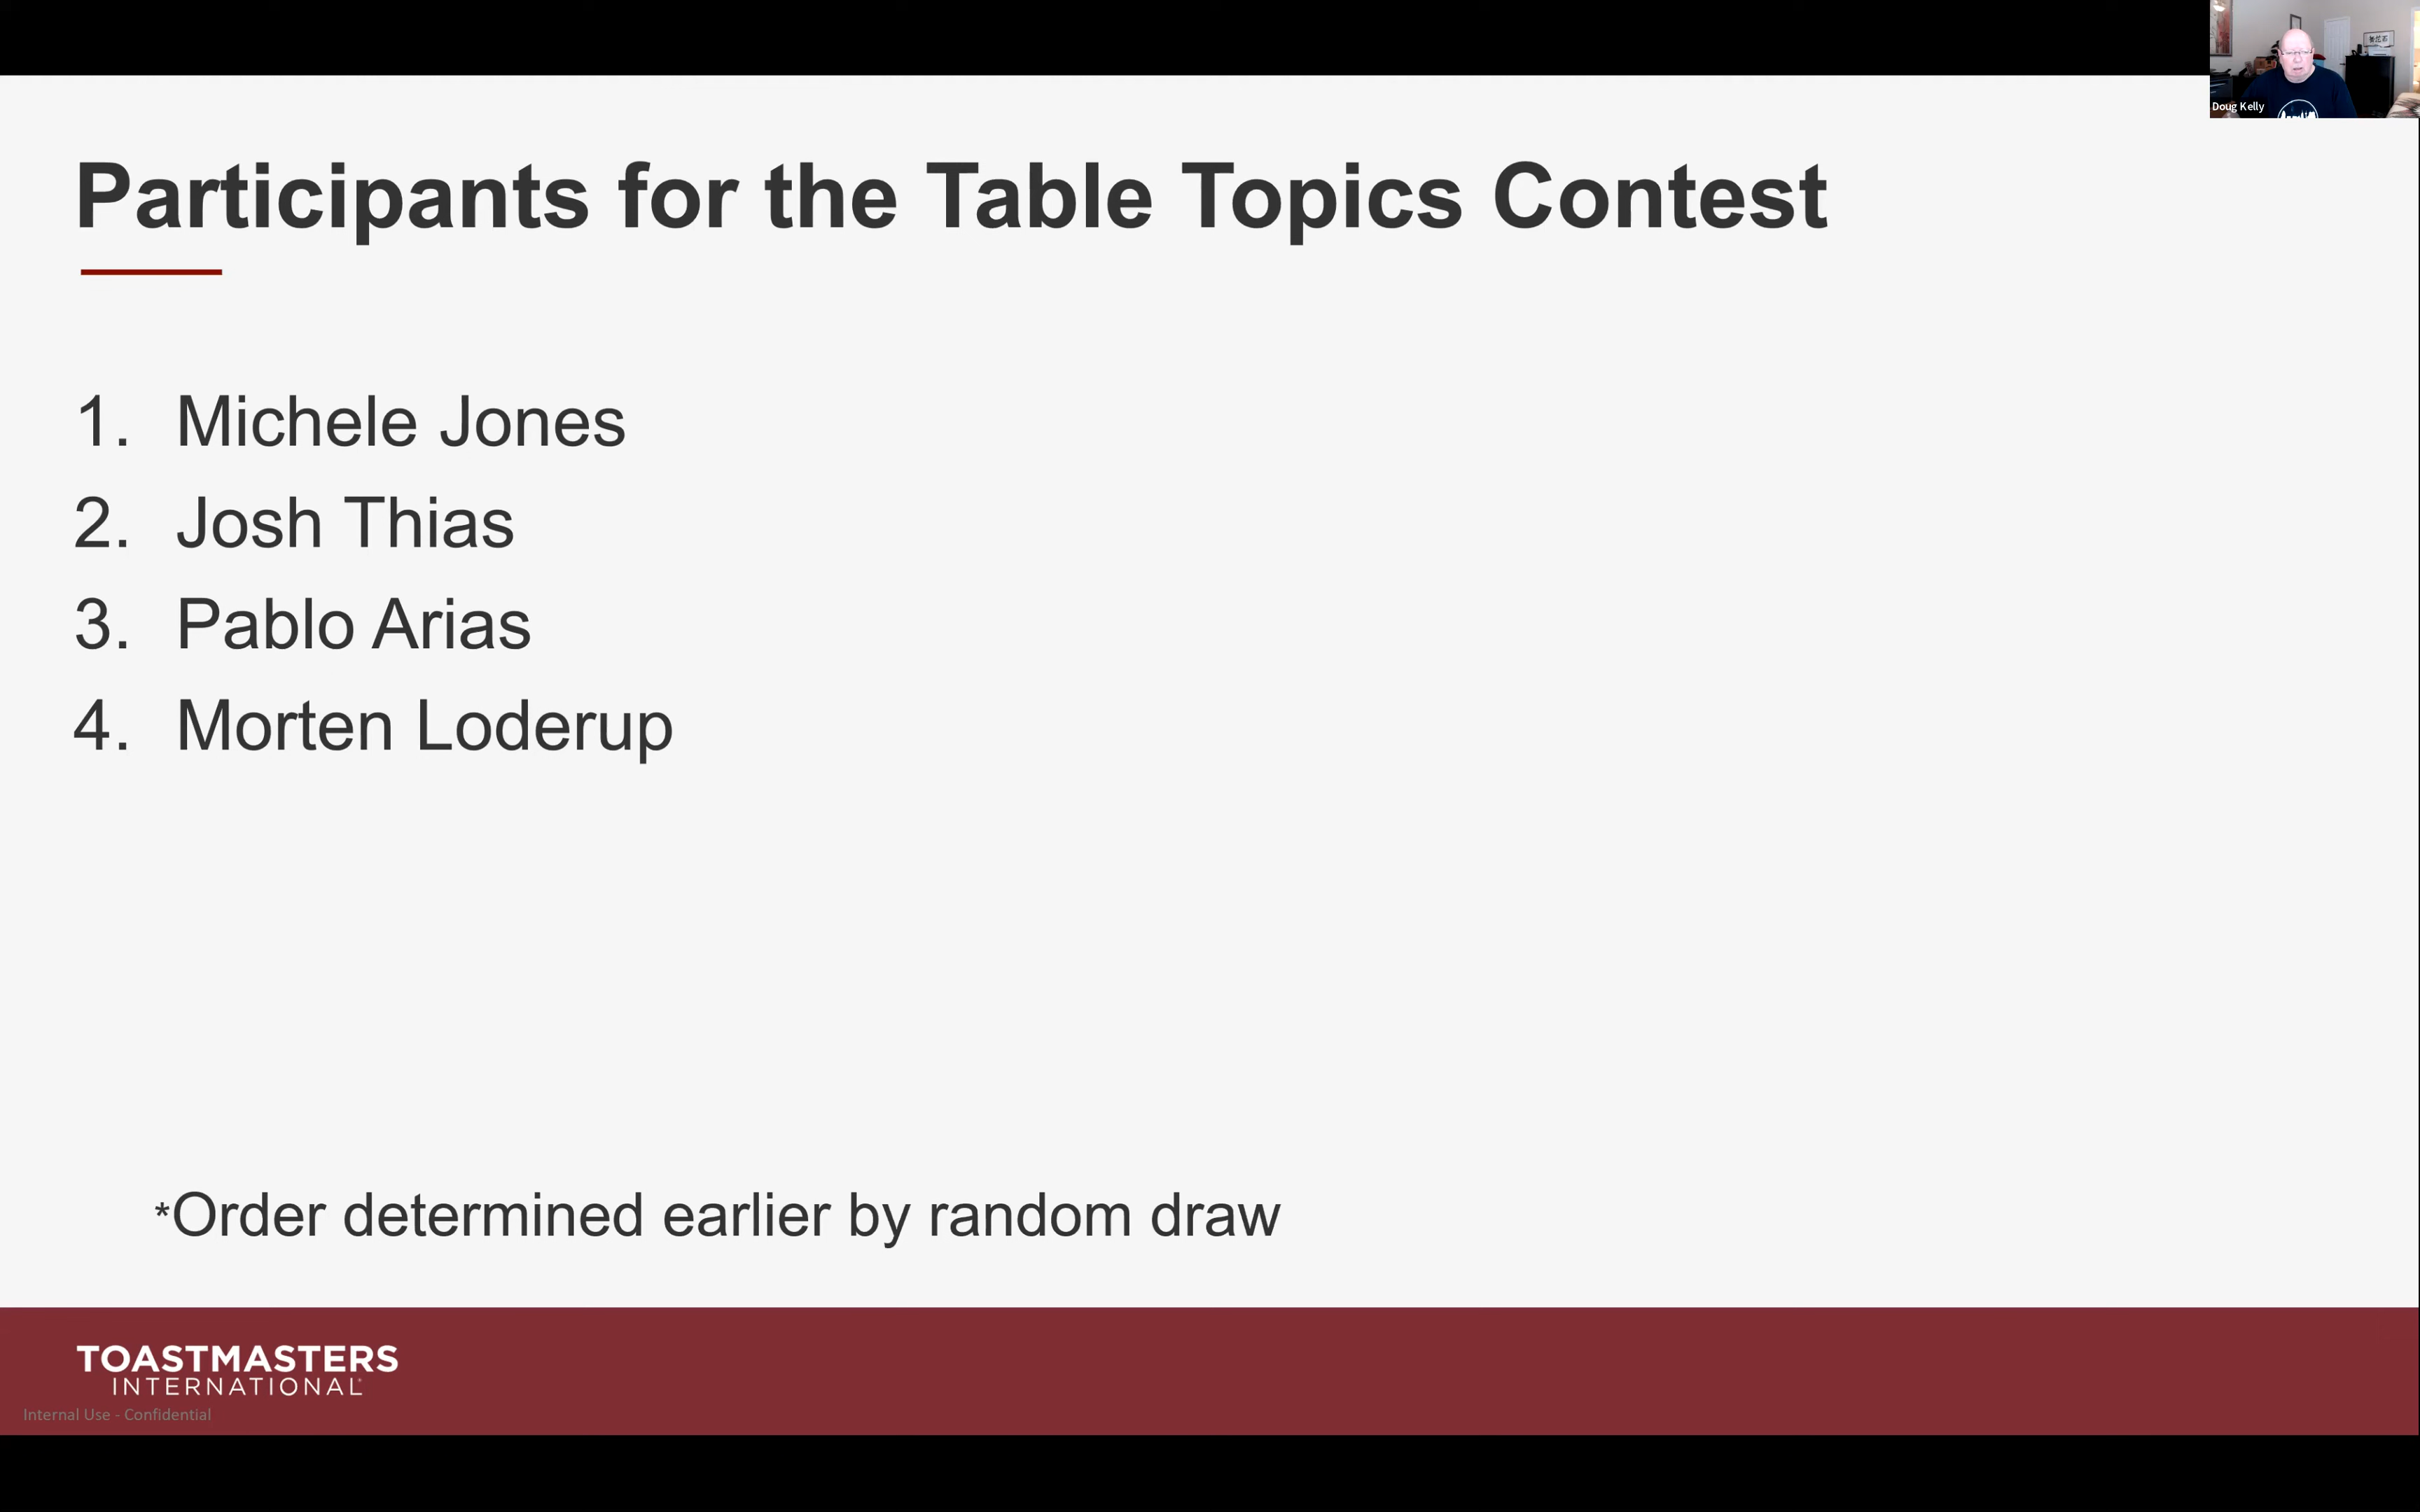 Doug Kelly
Participants for the Table Topics Contest
1. Michele Jones
2. Josh Thias
3. Pablo Arias
4. Morten Loderup
*Order determined earlier by random draw
TOASTMASTERS
INTERNATIONAL
Internal Use - Confidential